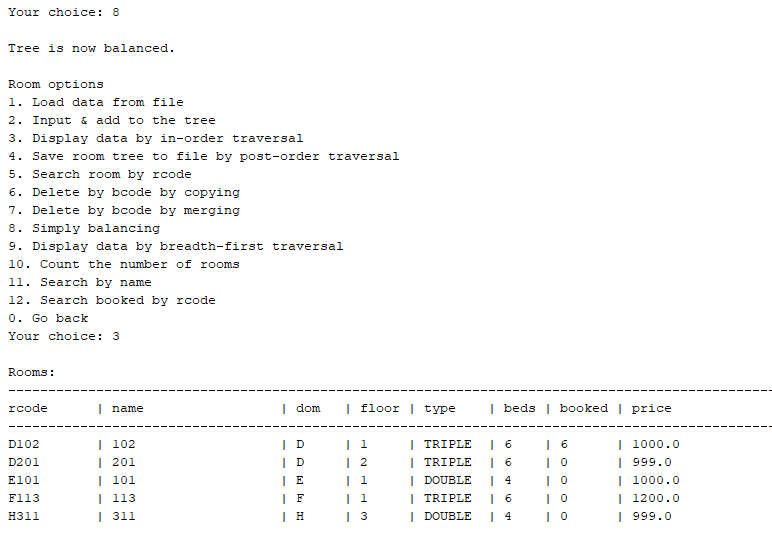 Your choice: 8
Tree is now balanced.
Room options
1. Load data from file
2. Input & add to the tree
3. Display data by in-order traversal
4. Save room tree to file by post-order traversal
5. Search room by rcode
6. Delete by bcode by copying
7. Delete by bcode by merging
8. Simply balancing
9. Display data by breadth-first traversal
10. Count the number of rooms
11. Search by name
12. Search booked by rcode
0. Go back
Your choice: 3
Rooms:
--------------------------------------------------------------------------------
rcode | name | dom | floor | type | beds | booked | price
--------------------------------------------------------------------------------
D102 | 102 | D | 1 | TRIPLE | 6 | 6 | 1000.0
D201 | 201 | D | 2 | TRIPLE | 6 | 0 | 999.0
E101 | 101 | E | 1 | DOUBLE | 4 | 0 | 1000.0
F113 | 113 | F | 1 | TRIPLE | 6 | 0 | 1200.0
H311 | 311 | H | 3 | DOUBLE | 4 | 0 | 999.0